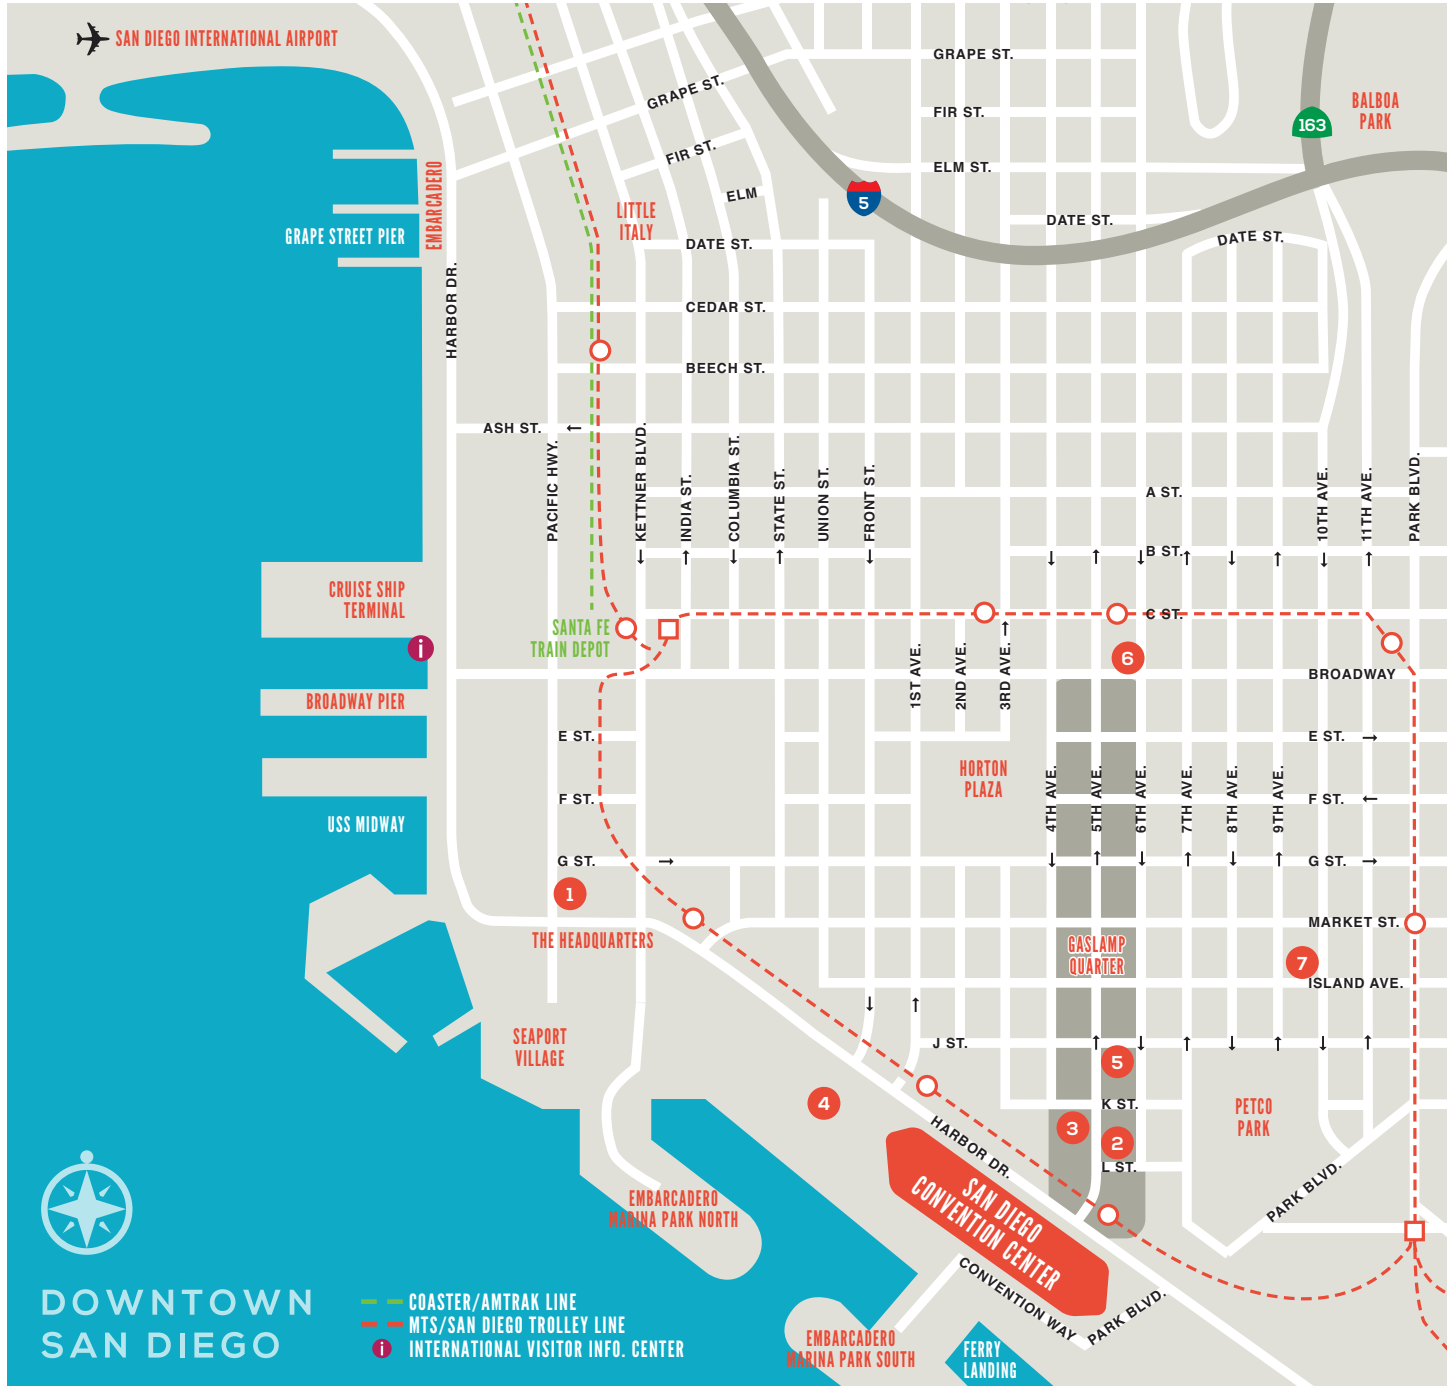 SAN DIEGO INTERNATIONAL AIRPORT
GRAPE ST.
GRAPE ST.
BALBOA
PARK
163
FIR ST.
FIR ST.
ELM ST.
ELM
5
EMBARCADERO
GRAPE STREET PIER
LITTLE
ITALY
DATE ST.
DATE ST.
DATE ST.
HARBOR DR.
CEDAR ST.
BEECH ST.
ASH ST.
PACIFIC HWY.
KETTNER BLVD.
INDIA ST.
COLUMBIA ST.
STATE ST.
UNION ST.
FRONT ST.
A ST.
10TH AVE.
11TH AVE.
PARK BLVD.
B ST.
CRUISE SHIP
TERMINAL
C ST.
SANTA FE
TRAIN DEPOT
i
1ST AVE.
2ND AVE.
3RD AVE.
6
BROADWAY
BROADWAY PIER
E ST.
E ST.
HORTON
PLAZA
4TH AVE.
5TH AVE.
6TH AVE.
7TH AVE.
8TH AVE.
9TH AVE.
F ST.
F ST.
USS MIDWAY
G ST.
G ST.
1
MARKET ST.
THE HEADQUARTERS
GASLAMP
QUARTER
7
ISLAND AVE.
SEAPORT
VILLAGE
J ST.
5
4
K ST.
PETCO
PARK
3
2
HARBOR DR.
L ST.
SAN DIEGO
CONVENTION CENTER
PARK BLVD.
EMBARCADERO
MARINA PARK NORTH
CONVENTION WAY
PARK BLVD.
EMBARCADERO
MARINA PARK SOUTH
FERRY
LANDING
DOWNTOWN
SAN DIEGO
COASTER/AMTRAK LINE
MTS/SAN DIEGO TROLLEY LINE
i INTERNATIONAL VISITOR INFO. CENTER